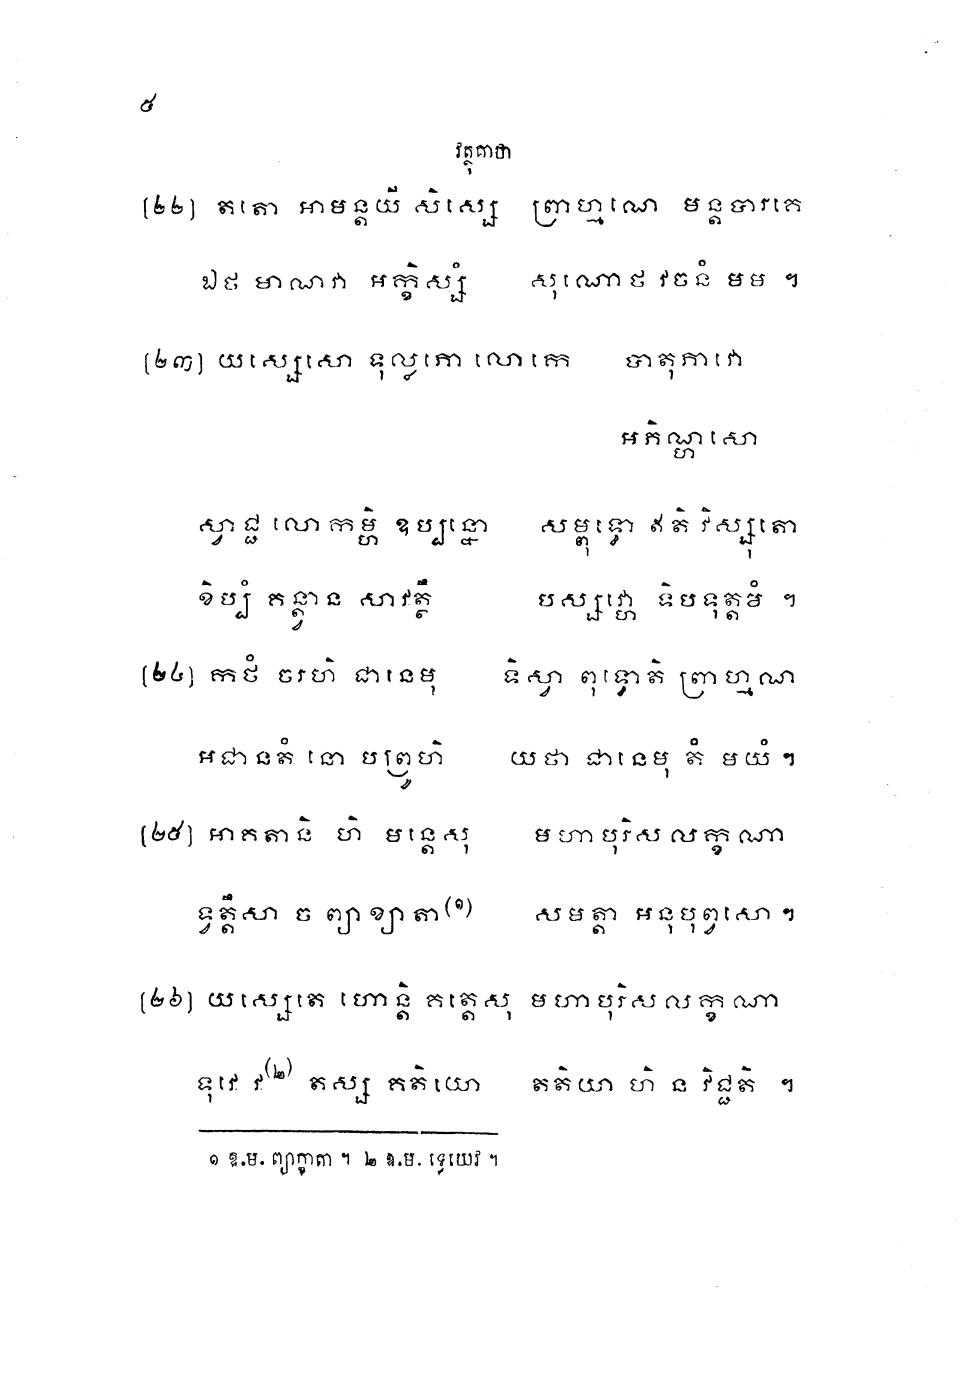 ៥
វត្ថុគាថា
[២២] តតោ អាមន្តយី សិស្សេ ព្រាហ្មណេ មន្តបារគេ
ឯថ មាណវា អក្ខិស្សំ សុណោថ វចនំ មម ។
[២៣] យស្សេសោ ទុល្លភោ លោកេ បាតុភាវោ
អភិណ្ហសោ
ស្វាជ្ជ លោកម្ហិ ឧប្បន្នោ សម្ពុទ្ធោ ឥតិ វិស្សុតោ
ខិប្បំ គន្ត្វាន សាវត្ថឹ បស្សវ្ហោ ទិបទុត្តមំ ។
[២៤] កថំ ចរហិ ជានេមុ ទិស្វា ពុទ្ធោតិ ព្រាហ្មណ
អជានតំ នោ បព្រូហិ យថា ជានេមុ តំ មយំ ។
[២៥] អាគតានិ ហិ មន្តេសុ មហាបុរិសលក្ខណា
ទ្វត្តឹសា ច ព្យាខ្យាតា(១) សមត្តា អនុបុព្វសោ ។
[២៦] យស្សេតេ ហោន្តិ គត្តេសុ មហាបុរិសលក្ខណា
ទុវេ វ(២) តស្ស គតិយោ តតិយា ហិ ន វិជ្ជតិ ។
១ ឱ.ម. ព្យាក្ខាតា ។ ២ ឱ.ម. ទ្វេយេវ ។